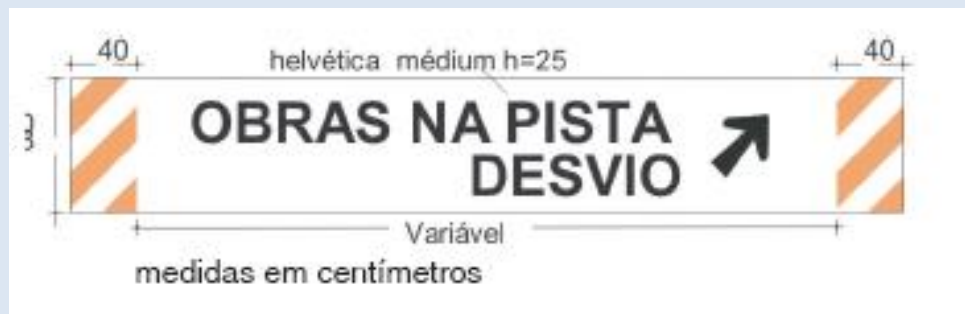 40
40
helvética médium h=25
OBRAS NA PISTA
DESVIO
Variável
medidas em centímetros